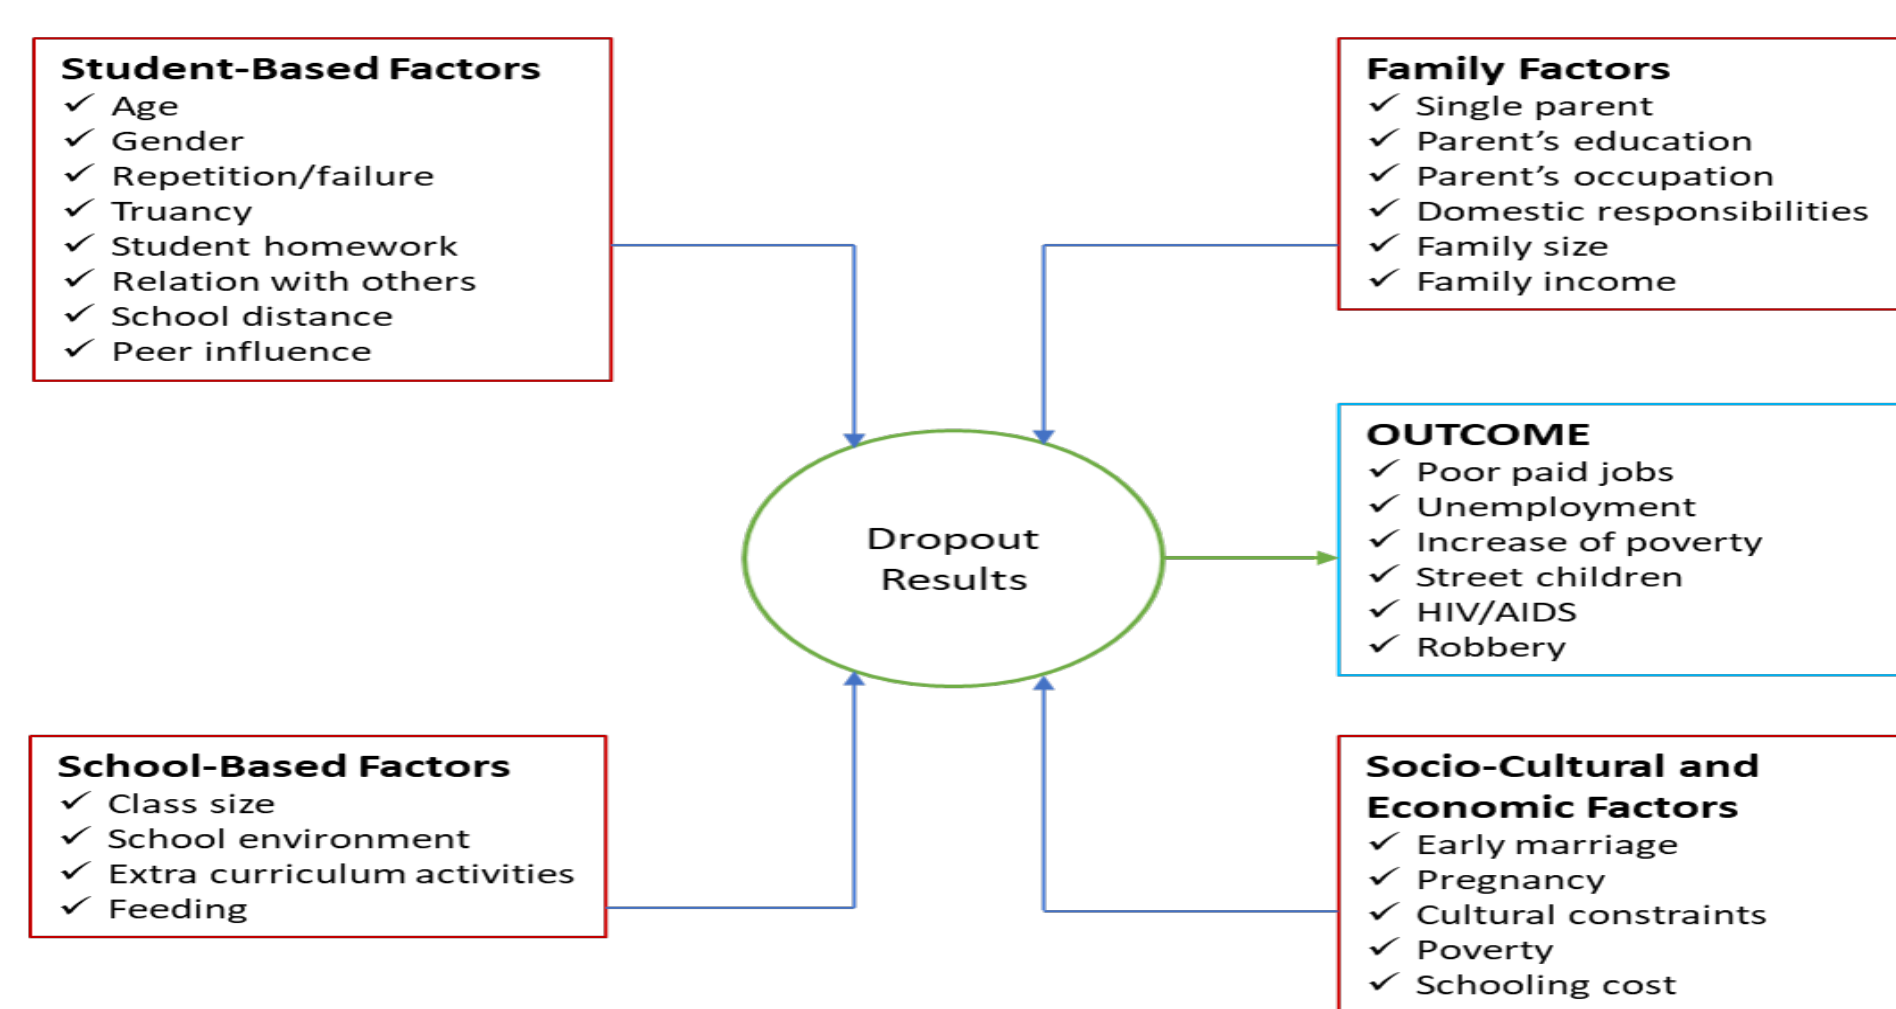 Student-Based Factors
✓ Age
✓ Gender
✓ Repetition/failure
✓ Truancy
✓ Student homework
✓ Relation with others
✓ School distance
✓ Peer influence
Family Factors
✓ Single parent
✓ Parent’s education
✓ Parent’s occupation
✓ Domestic responsibilities
✓ Family size
✓ Family income
Dropout
Results
OUTCOME
✓ Poor paid jobs
✓ Unemployment
✓ Increase of poverty
✓ Street children
✓ HIV/AIDS
✓ Robbery
School-Based Factors
✓ Class size
✓ School environment
✓ Extra curriculum activities
✓ Feeding
Socio-Cultural and
Economic Factors
✓ Early marriage
✓ Pregnancy
✓ Cultural constraints
✓ Poverty
✓ Schooling cost